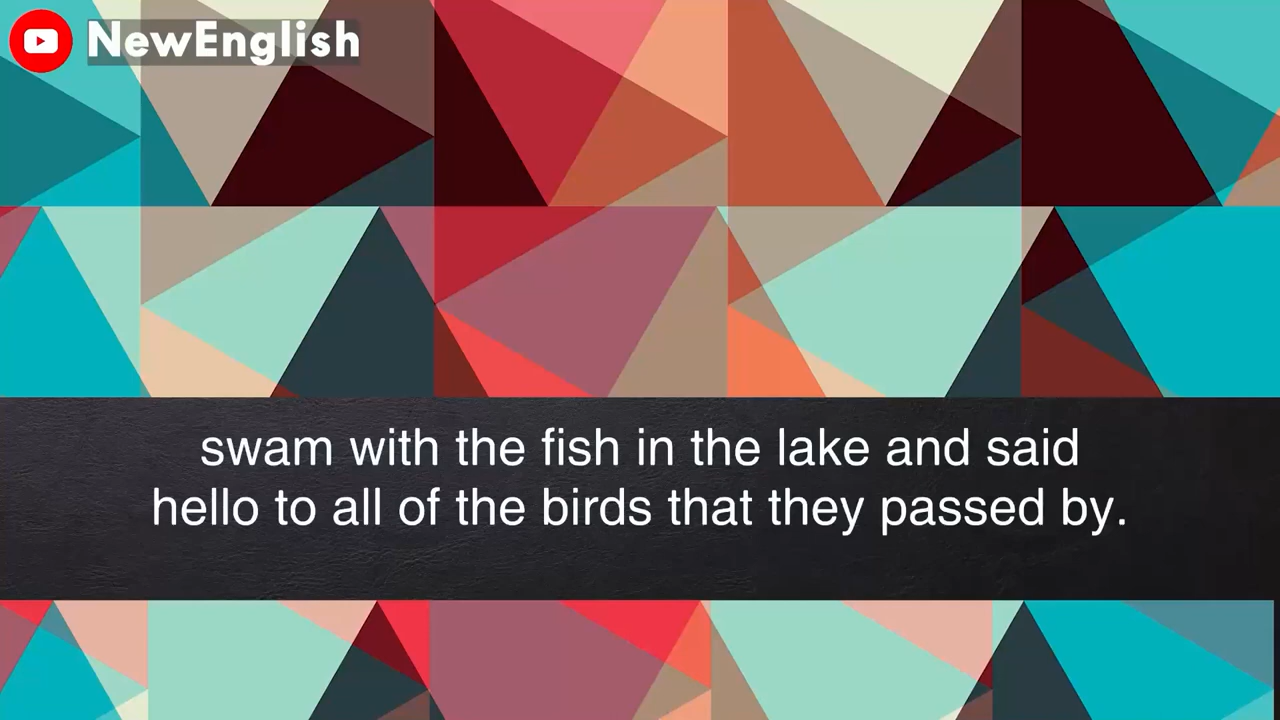 NewEnglish
swam with the fish in the lake and said
hello to all of the birds that they passed by.